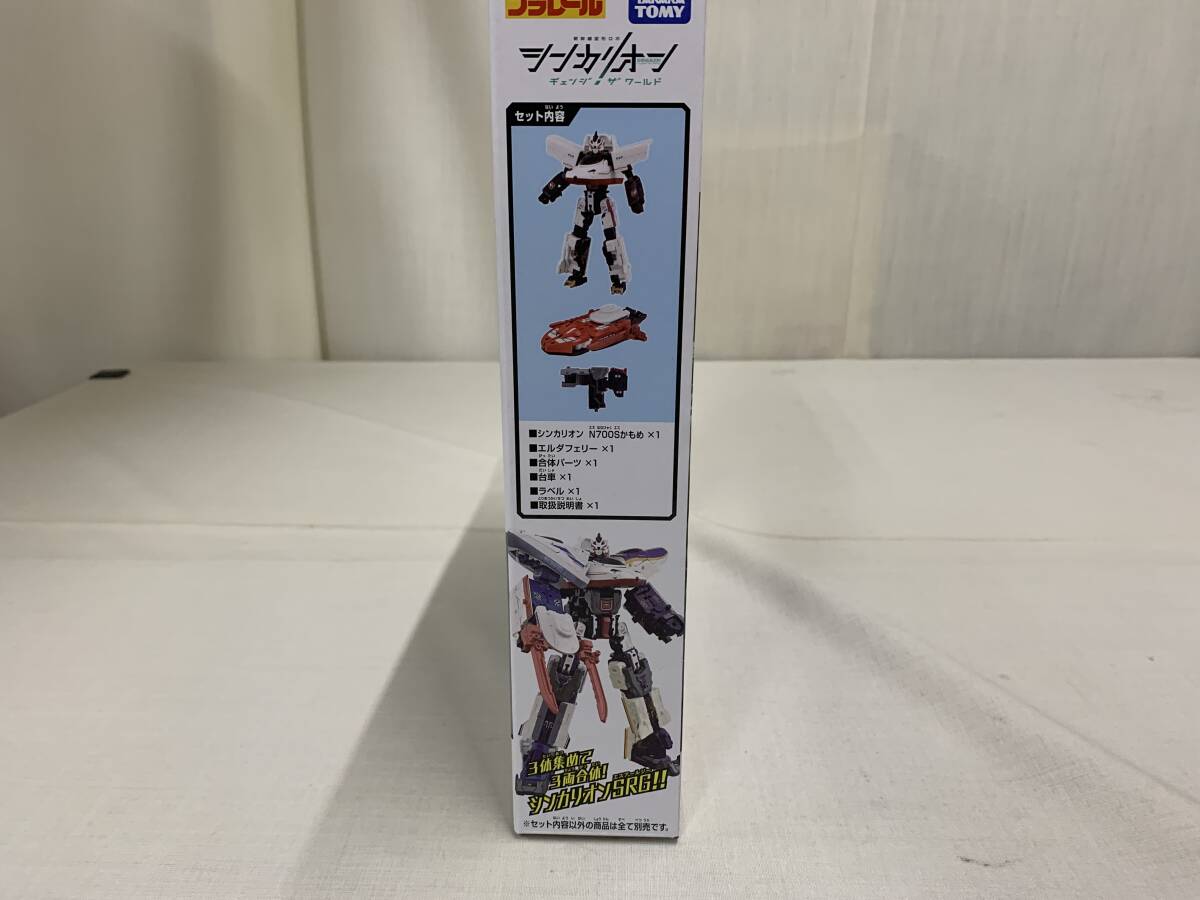 プラレール
TAKARA TOMY
新幹線変形ロボ
シンカリオン
チェンジ ザ ワールド
セット内容
■シンカリオン N700Sかもめ ×1
■エルダフェリー ×1
■合体パーツ ×1
■台車 ×1
■ラベル ×1
■取扱説明書 ×1
3体集めて
3両合体!
シンカリオンSRG!!
※セット内容以外の商品は全て別売です。